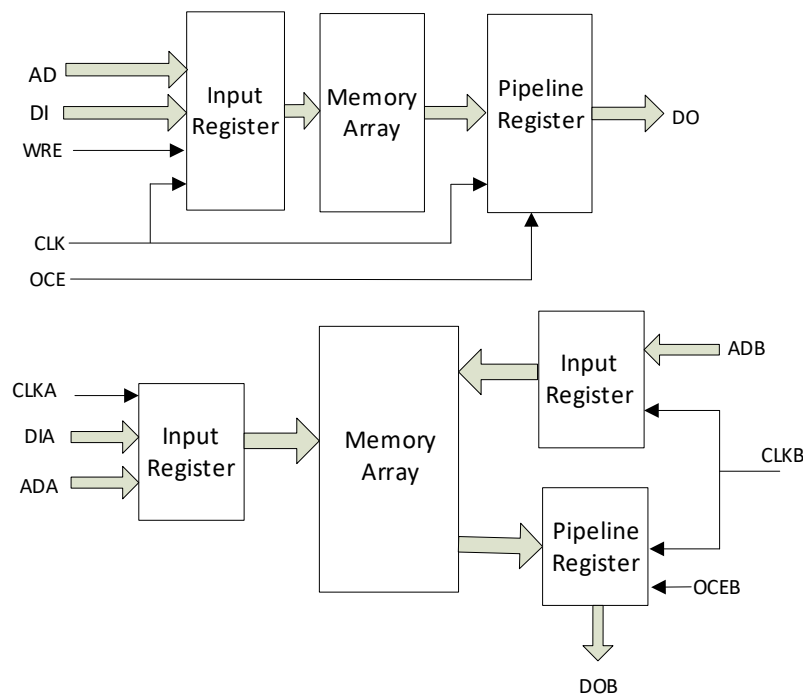 AD
DI
WRE
CLK
OCE
Input
Register
Memory
Array
Pipeline
Register
DO
CLKA
DIA
ADA
Input
Register
Memory
Array
Input
Register
ADB
CLKB
Pipeline
Register
OCEB
DOB